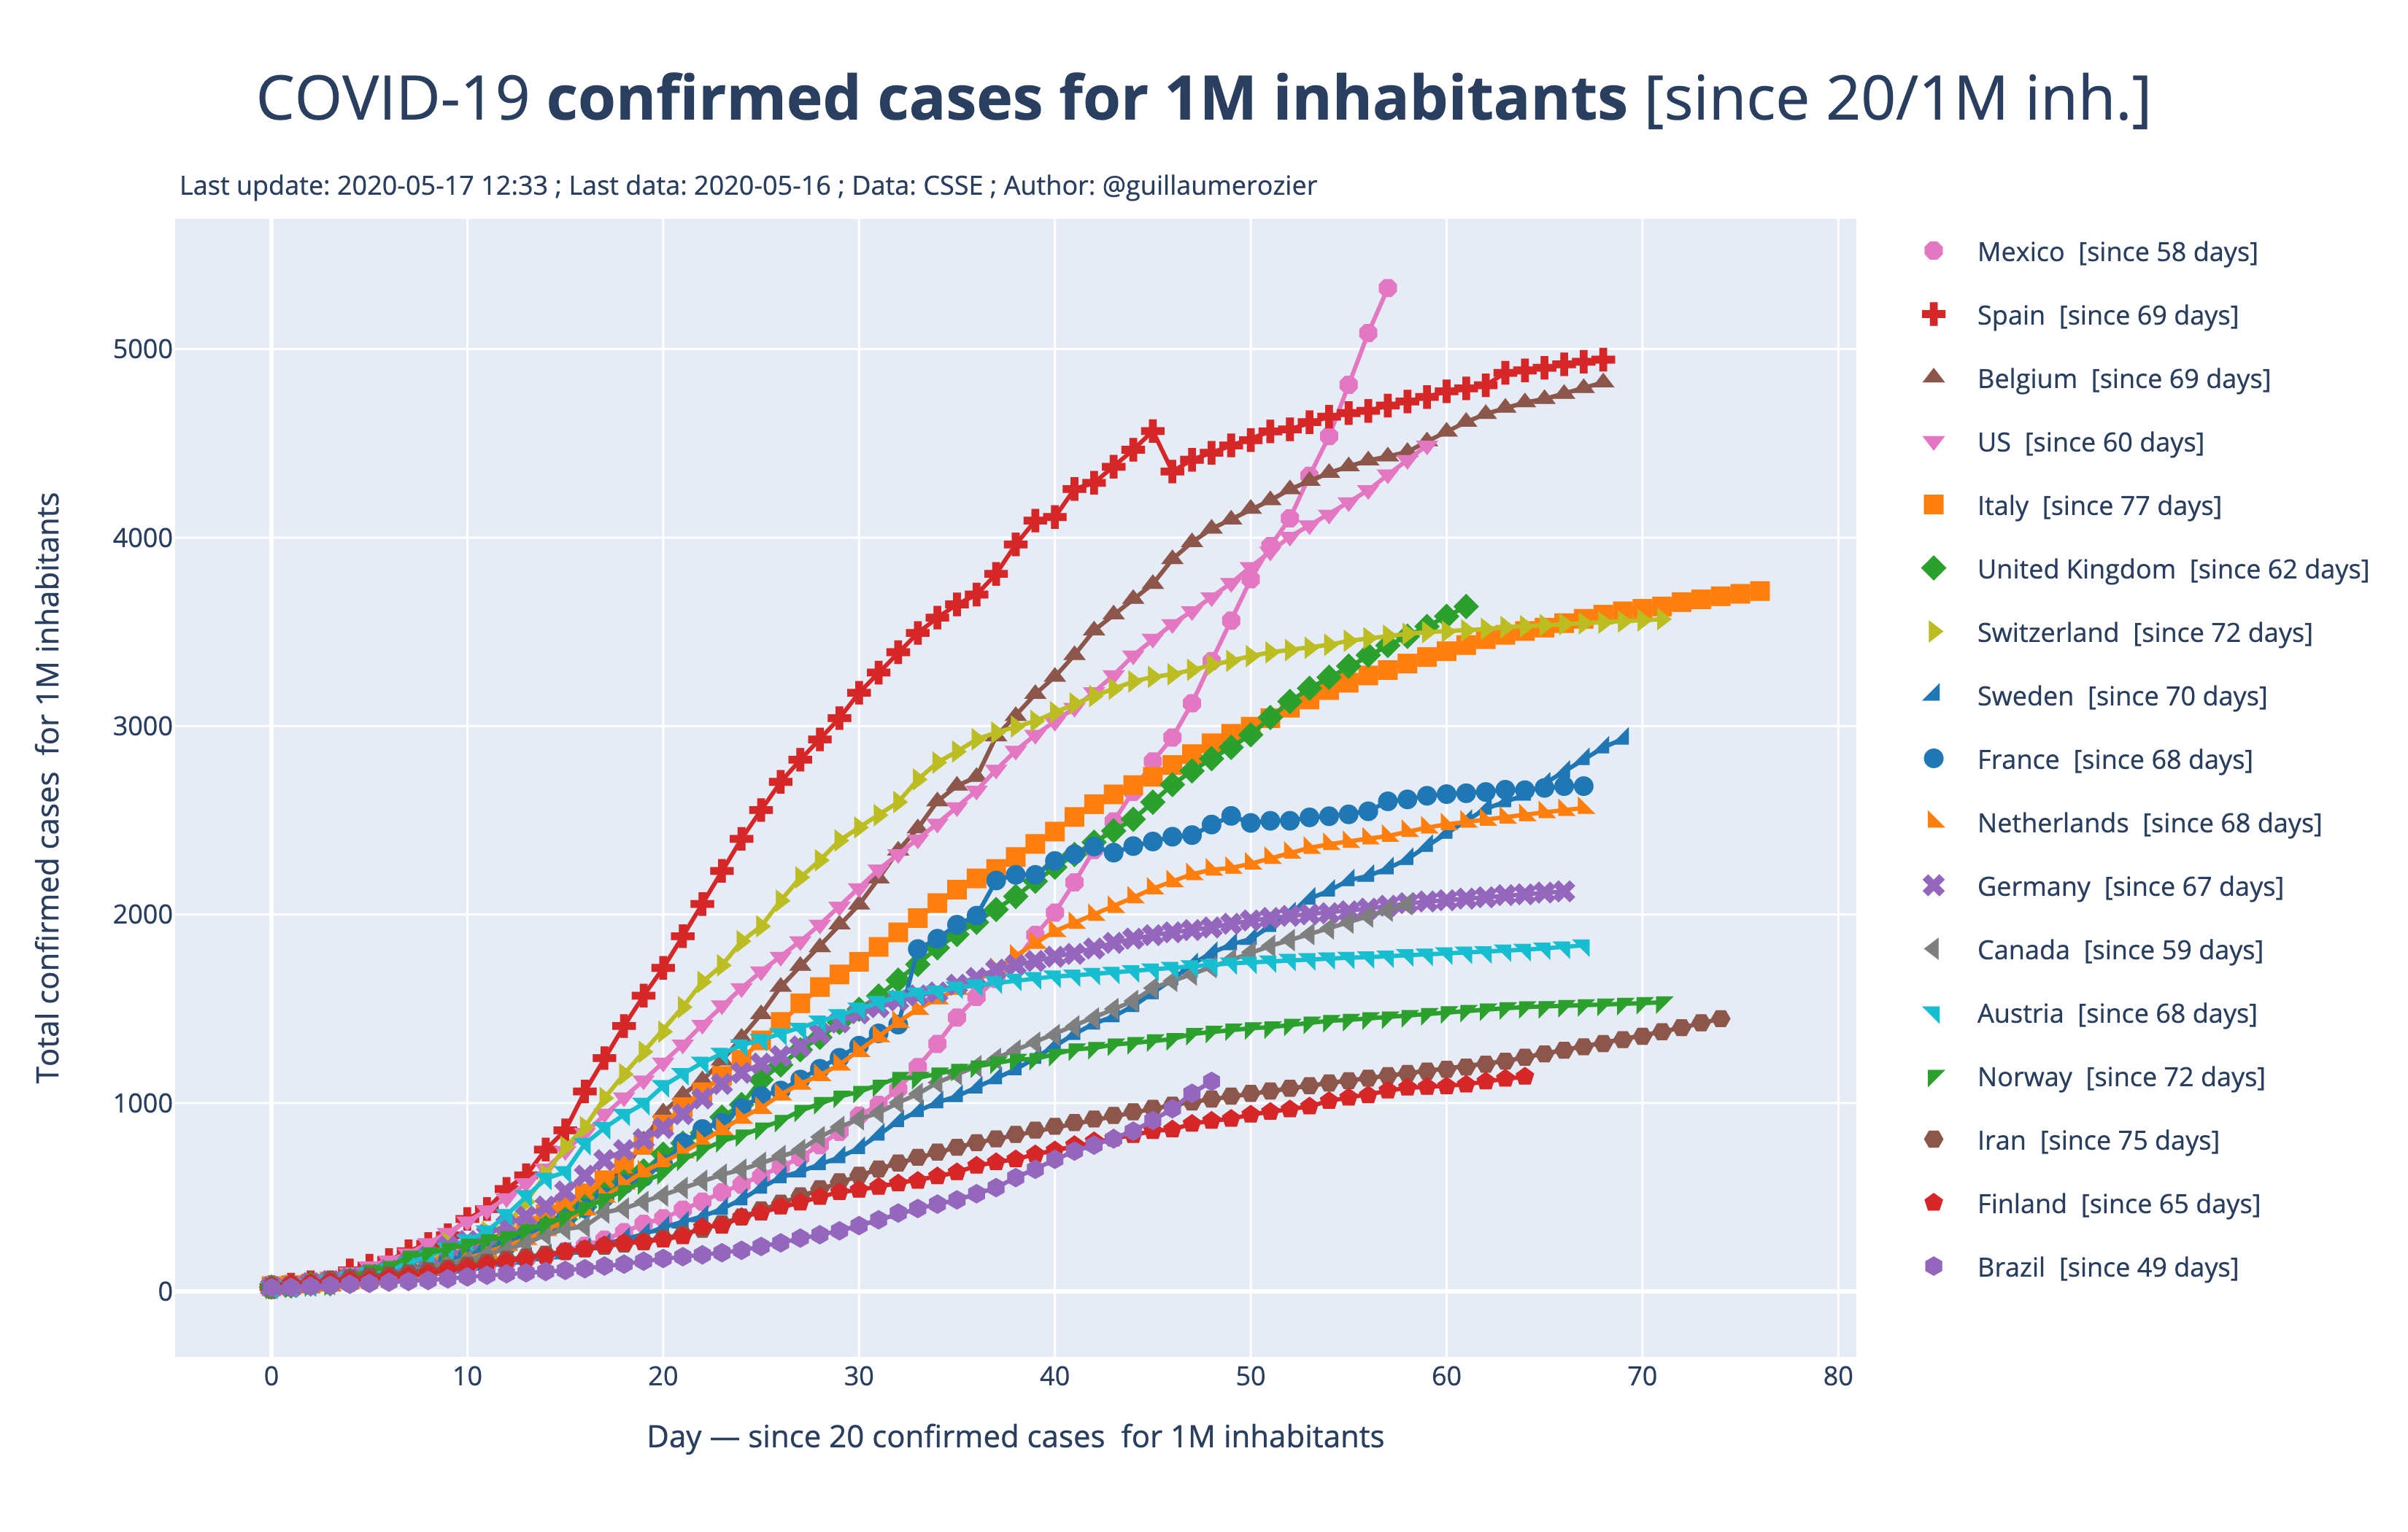 COVID-19 confirmed cases for 1M inhabitants [since 20/1M inh.]
Last update: 2020-05-17 12:33 ; Last data: 2020-05-16 ; Data: CSSE ; Author: @guillaumerozier
Total confirmed cases for 1M inhabitants
5000
4000
3000
2000
1000
0
0 10 20 30 40 50 60 70 80
Day — since 20 confirmed cases for 1M inhabitants
Mexico [since 58 days]
Spain [since 69 days]
Belgium [since 69 days]
US [since 60 days]
Italy [since 77 days]
United Kingdom [since 62 days]
Switzerland [since 72 days]
Sweden [since 70 days]
France [since 68 days]
Netherlands [since 68 days]
Germany [since 67 days]
Canada [since 59 days]
Austria [since 68 days]
Norway [since 72 days]
Iran [since 75 days]
Finland [since 65 days]
Brazil [since 49 days]